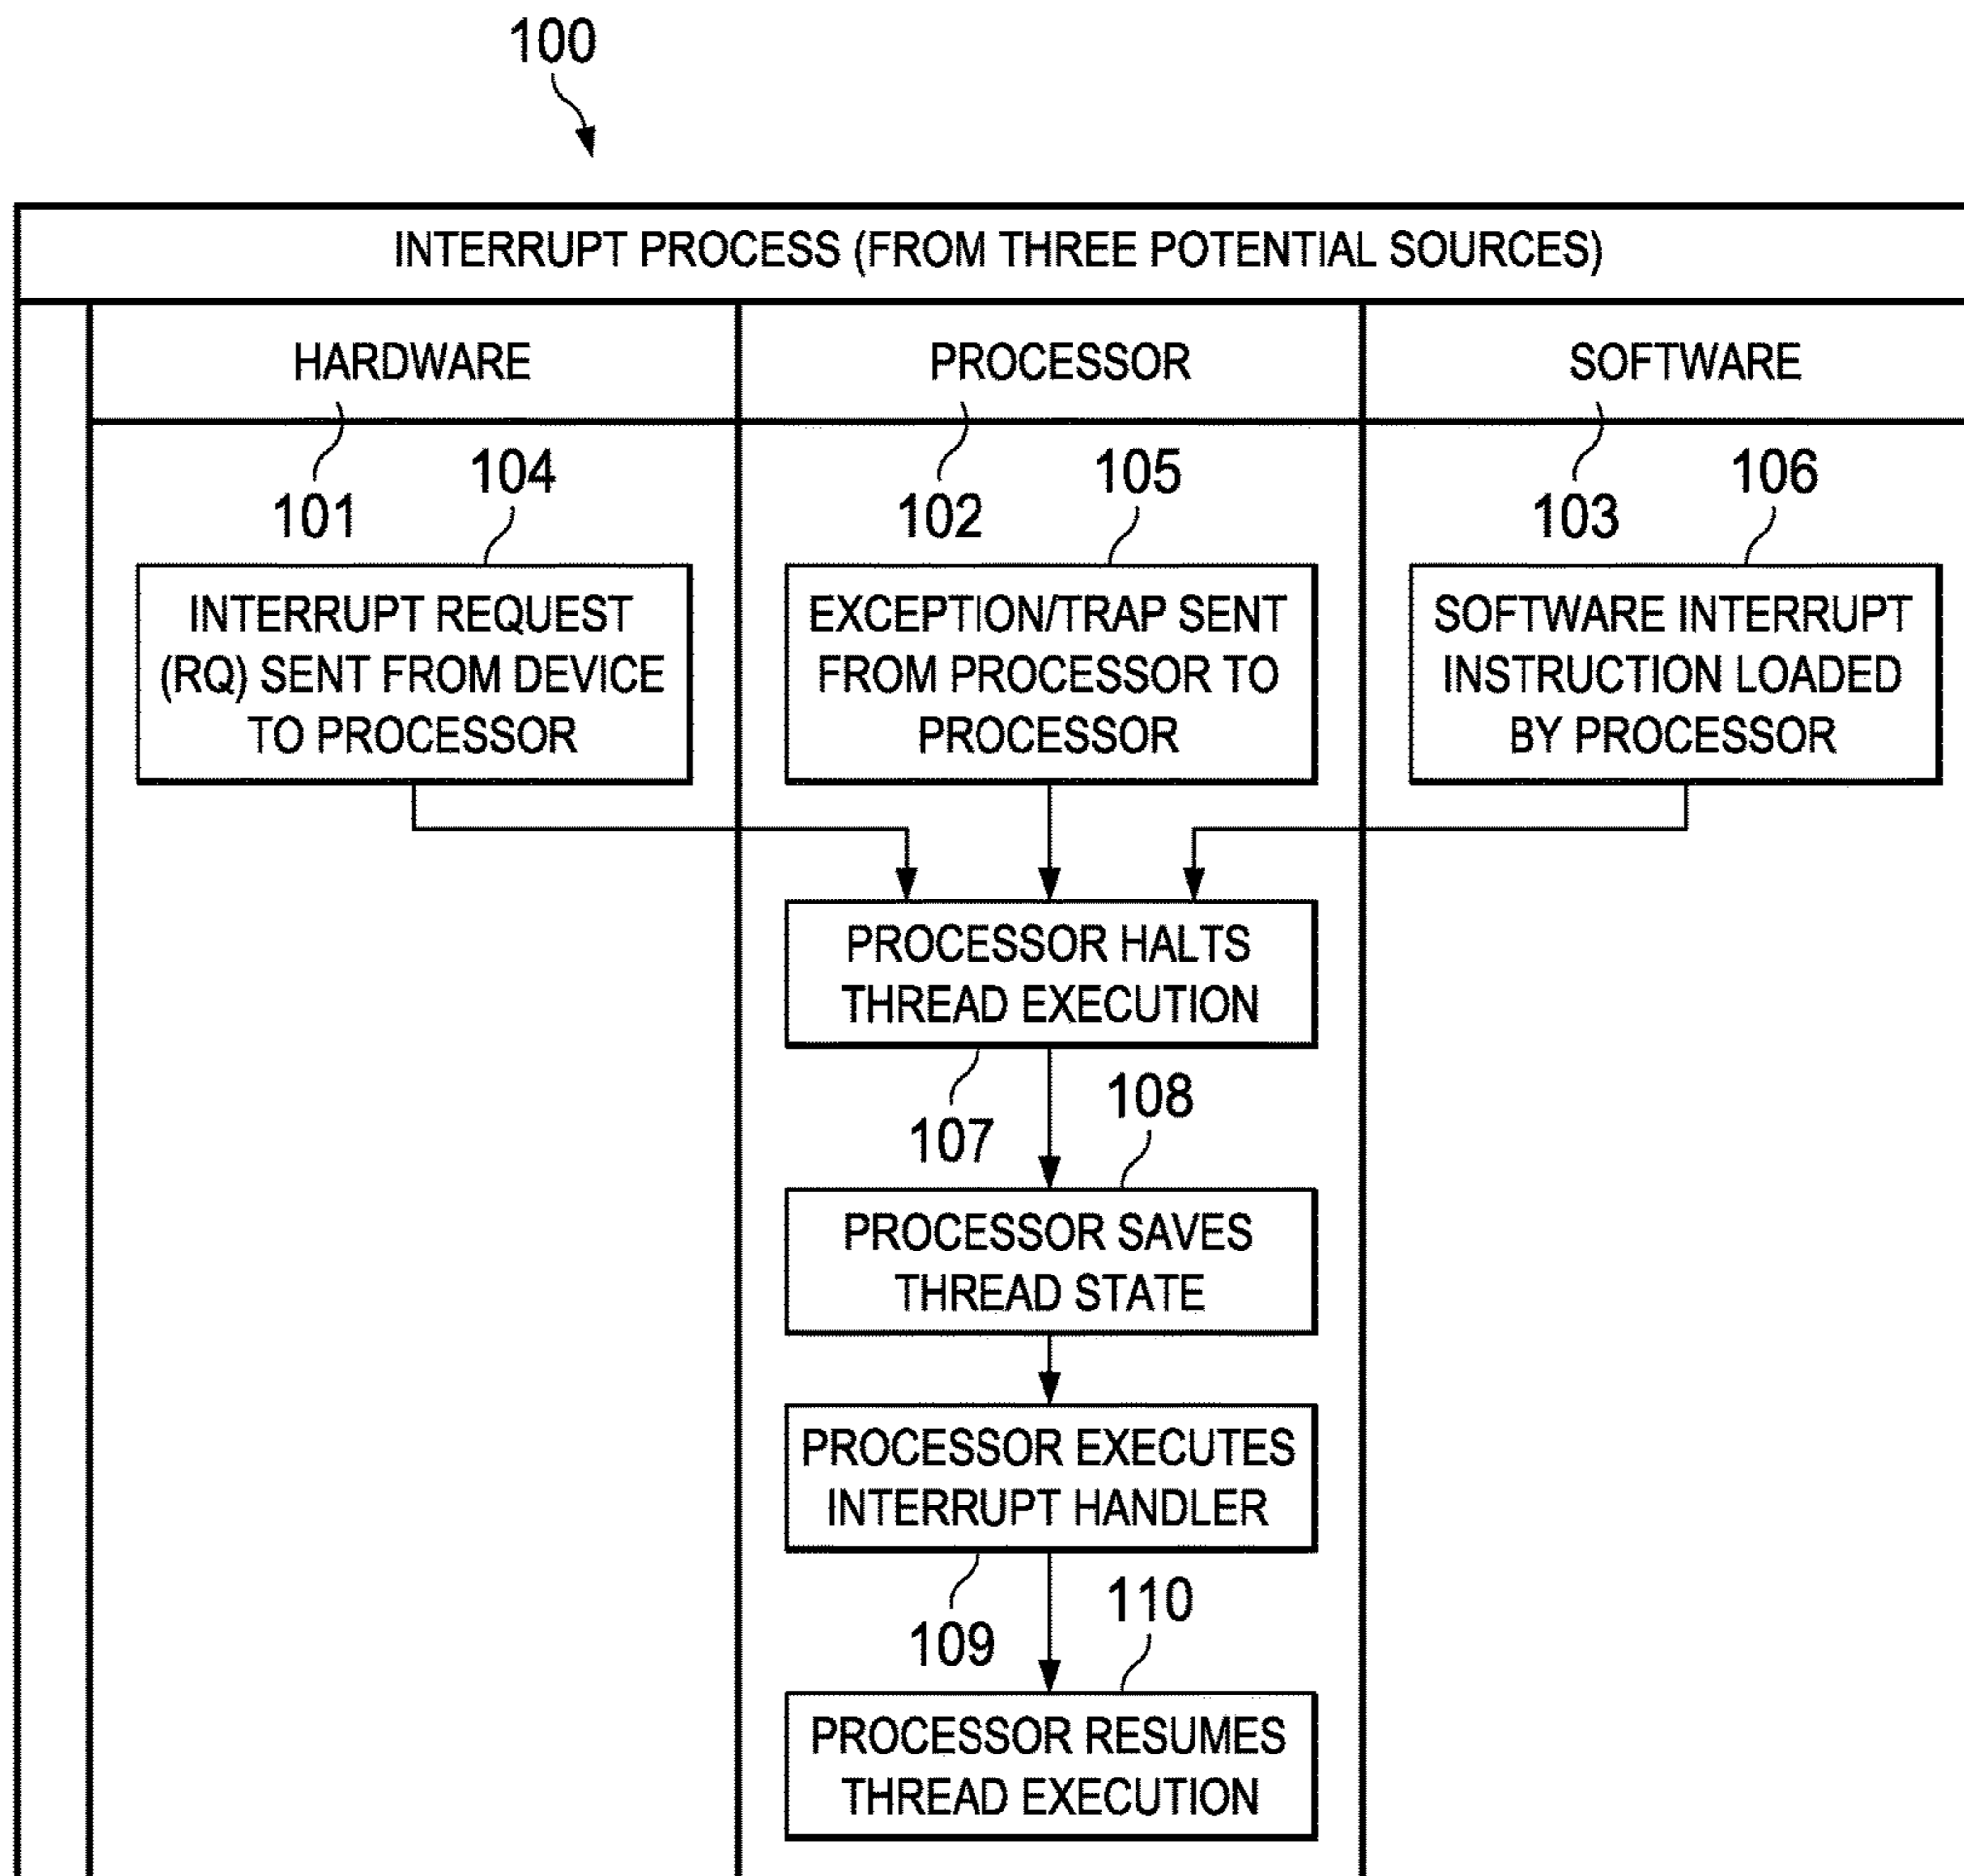 100
INTERRUPT PROCESS (FROM THREE POTENTIAL SOURCES)
HARDWARE
PROCESSOR
SOFTWARE
101
104
102
105
103
106
INTERRUPT REQUEST
(RQ) SENT FROM DEVICE
TO PROCESSOR
EXCEPTION/TRAP SENT
FROM PROCESSOR TO
PROCESSOR
SOFTWARE INTERRUPT
INSTRUCTION LOADED
BY PROCESSOR
PROCESSOR HALTS
THREAD EXECUTION
107
108
PROCESSOR SAVES
THREAD STATE
PROCESSOR EXECUTES
INTERRUPT HANDLER
109
110
PROCESSOR RESUMES
THREAD EXECUTION